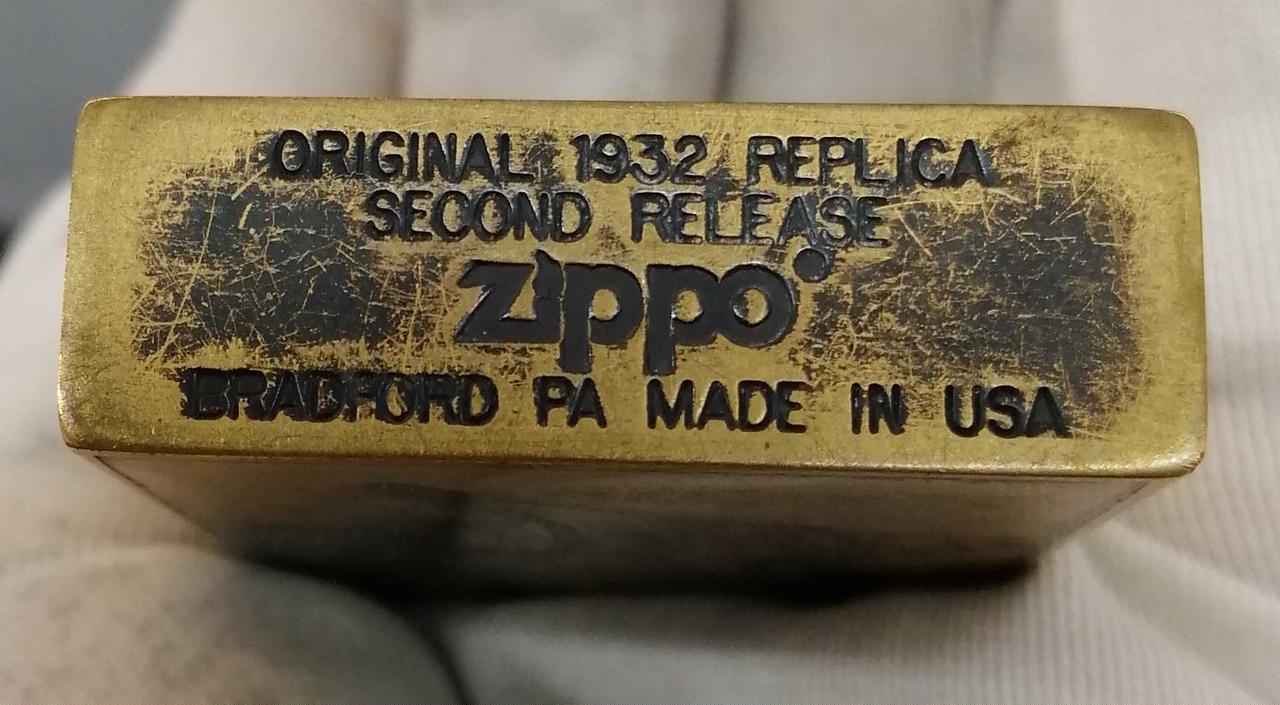 ORIGINAL 1932 REPLICA
SECOND RELEASE
zippo
BRADFORD PA MADE IN USA